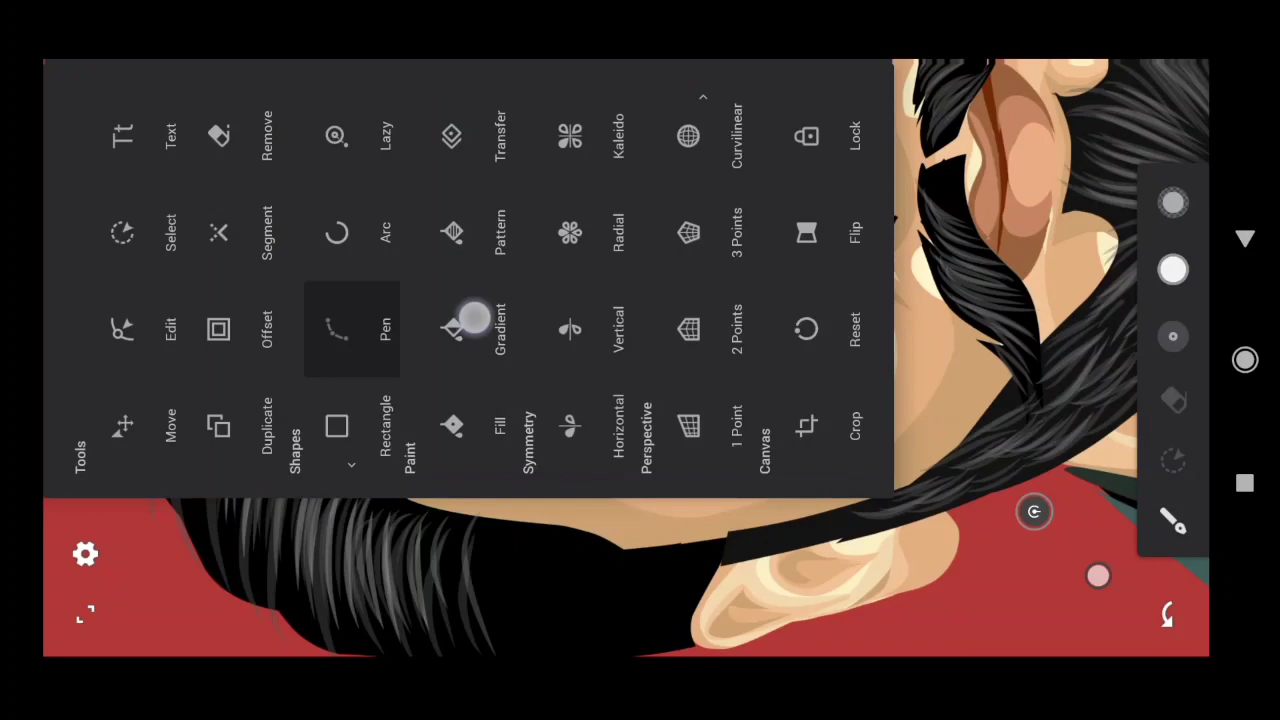 Tools
Move
Edit
Select
Tt
Text
Duplicate
Offset
Segment
Remove
Shapes
Rectangle
Pen
Arc
Lazy
Paint
Fill
Gradient
Pattern
Transfer
Symmetry
Horizontal
Vertical
Radial
Kaleido
Perspective
1 Point
2 Points
3 Points
Curvilinear
Canvas
Crop
Reset
Flip
Lock